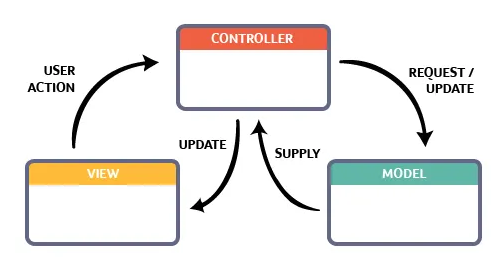 CONTROLLER
USER
ACTION
REQUEST /
UPDATE
UPDATE
SUPPLY
VIEW
MODEL